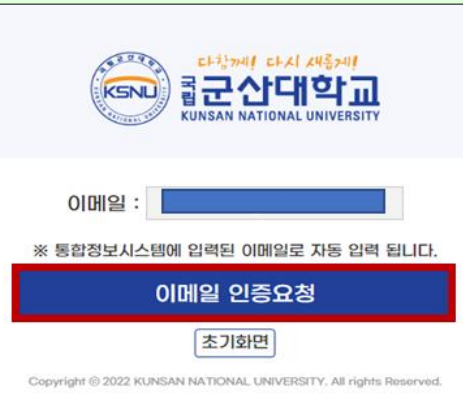 KSNU
다함께! 다시 새롭게!
국립군산대학교
KUNSAN NATIONAL UNIVERSITY
이메일 :
※ 통합정보시스템에 입력된 이메일로 자동 입력 됩니다.
이메일 인증요청
초기화면
Copyright © 2022 KUNSAN NATIONAL UNIVERSITY. All rights Reserved.